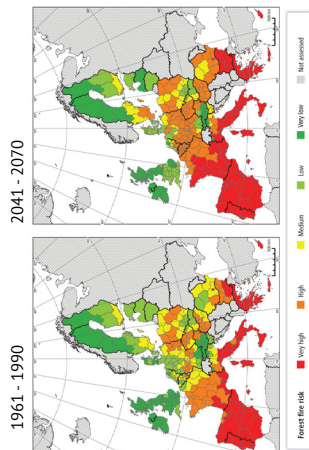 1961 - 1990
2041 - 2070
Forest fire risk
Very high
High
Medium
Low
Very low
Not assessed